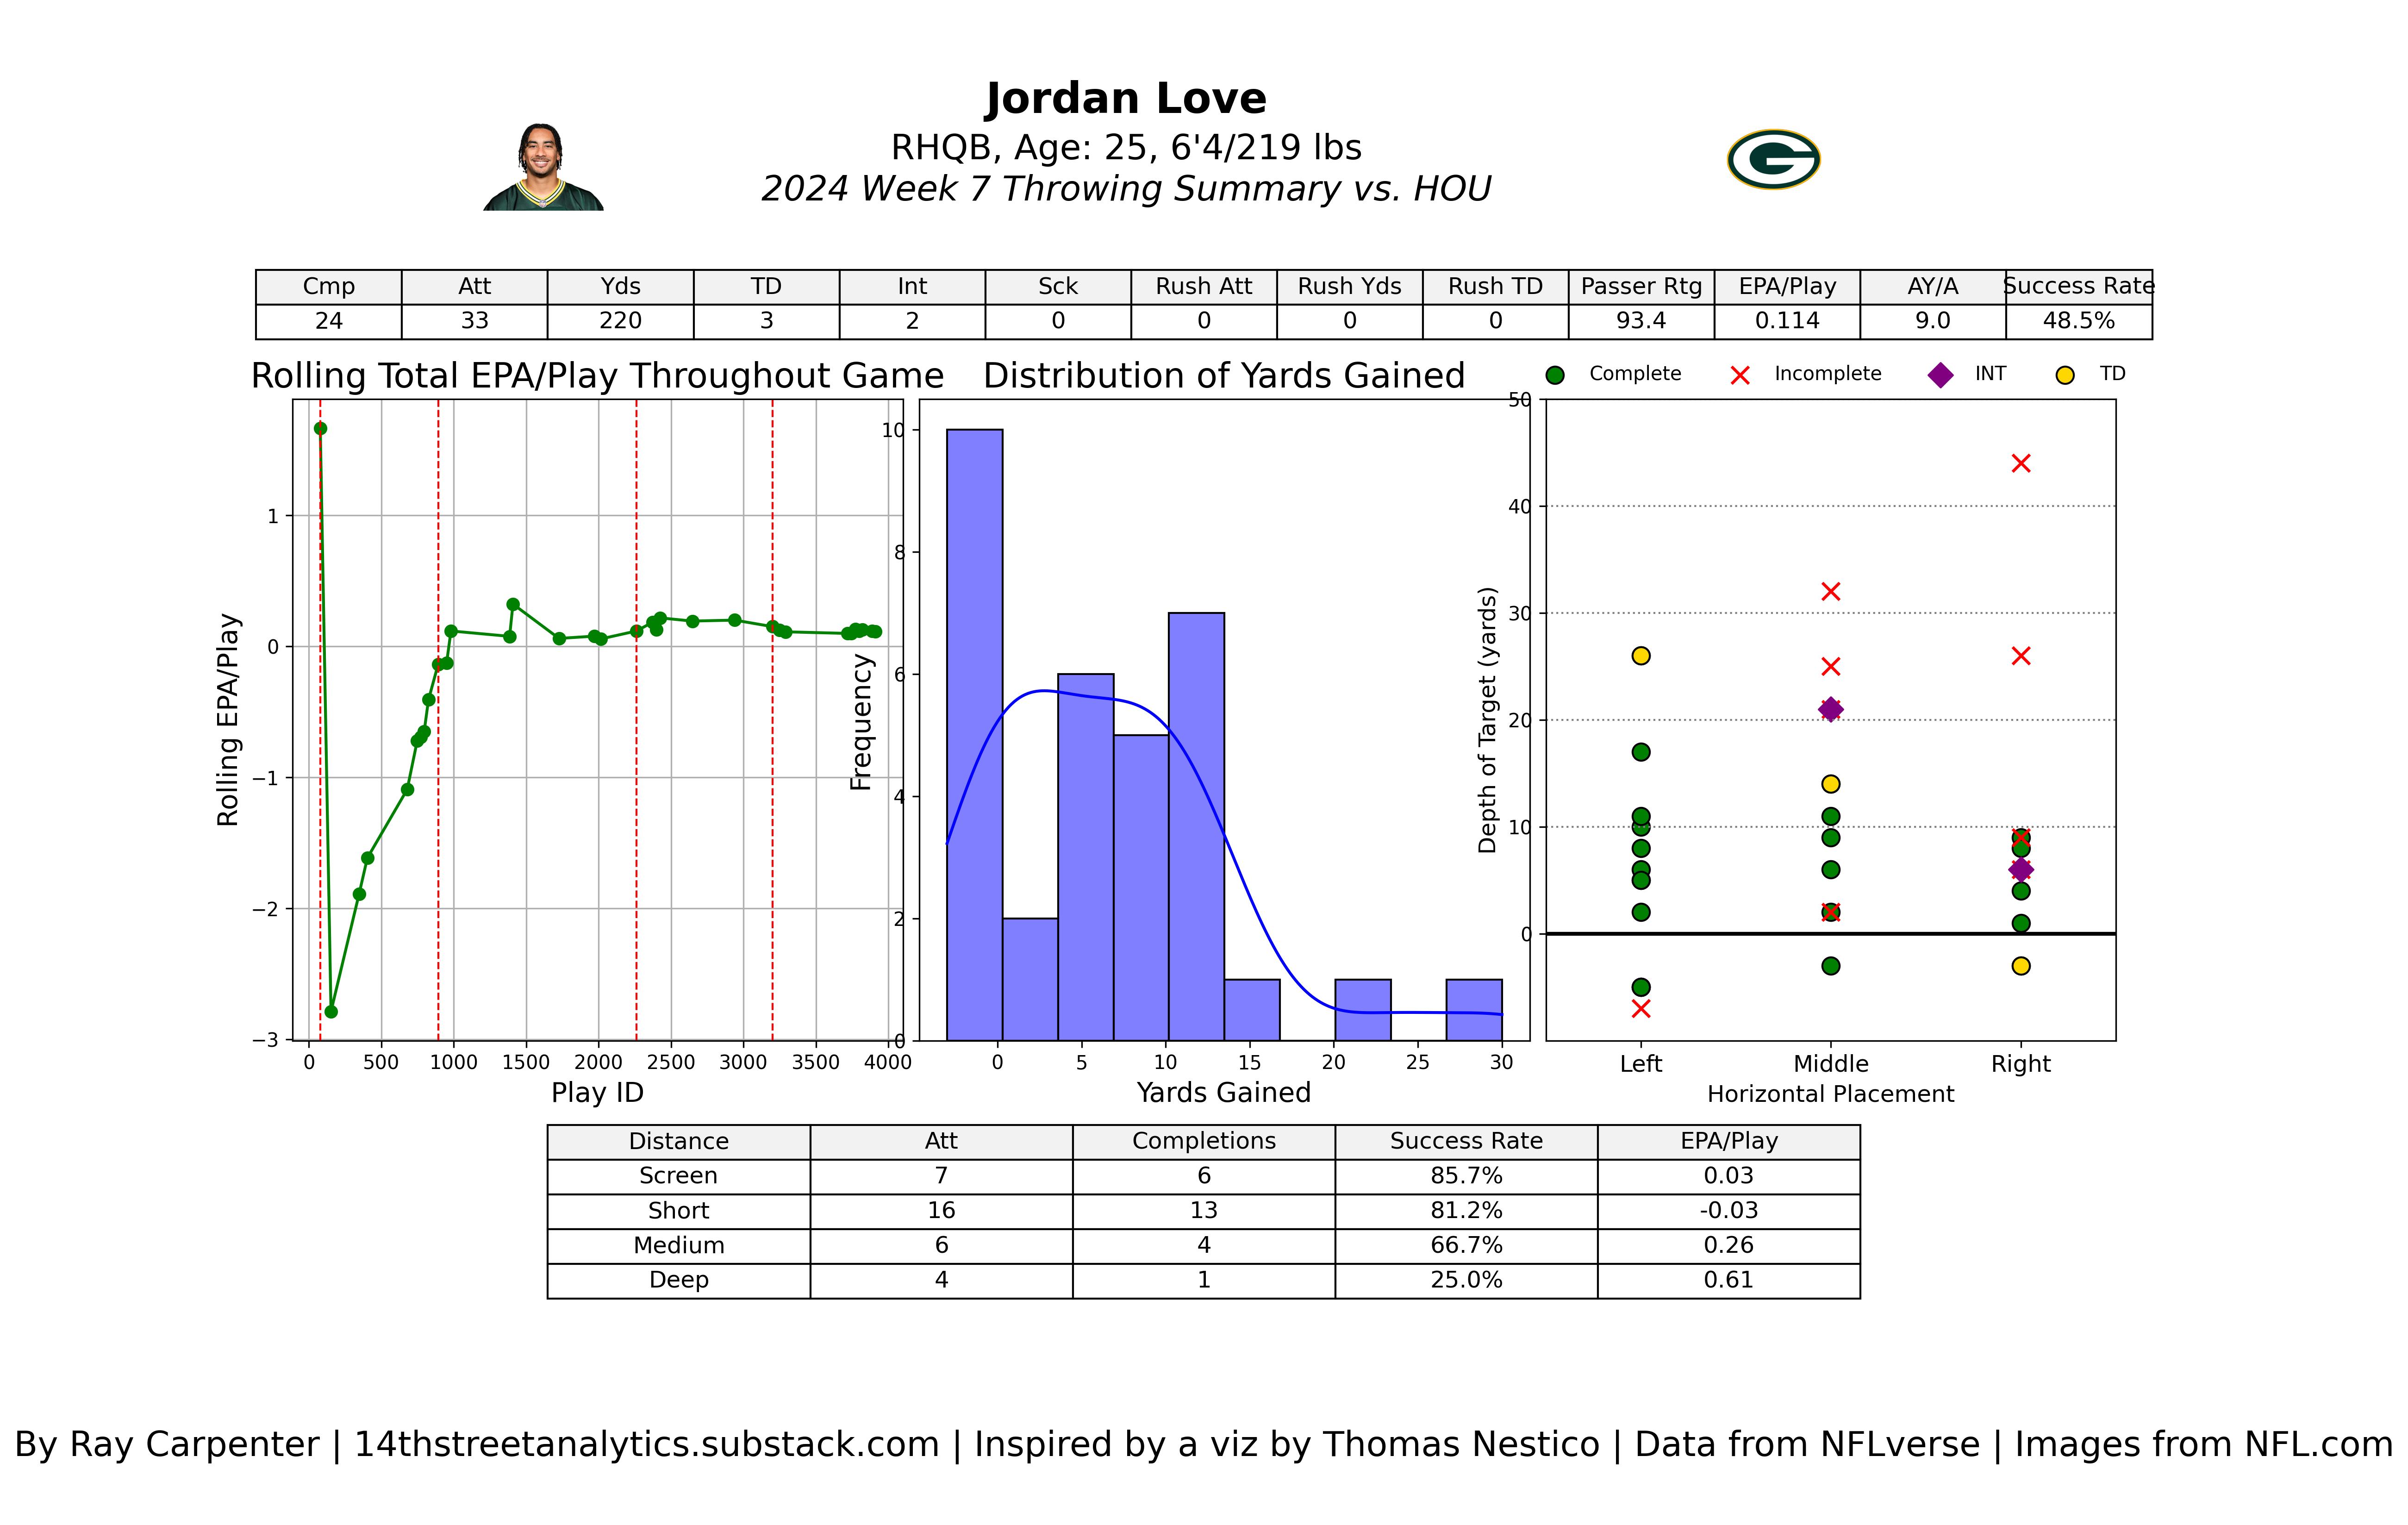 Jordan Love
RHQB, Age: 25, 6'4/219 lbs
2024 Week 7 Throwing Summary vs. HOU
G
Cmp Att Yds TD Int Sck Rush Att Rush Yds Rush TD Passer Rtg EPA/Play AY/A Success Rate
24 33 220 3 2 0 0 0 0 93.4 0.114 9.0 48.5%
Rolling Total EPA/Play Throughout Game
1
0
−1
−2
−3
Rolling EPA/Play
0 500 1000 1500 2000 2500 3000 3500 4000
Play ID
Distribution of Yards Gained
10
8
6
4
2
0
Frequency
0 5 10 15 20 25 30
Yards Gained
Complete Incomplete INT TD
50
40
30
20
10
0
Depth of Target (yards)
Left Middle Right
Horizontal Placement
Distance Att Completions Success Rate EPA/Play
Screen 7 6 85.7% 0.03
Short 16 13 81.2% -0.03
Medium 6 4 66.7% 0.26
Deep 4 1 25.0% 0.61
By Ray Carpenter | 14thstreetanalytics.substack.com | Inspired by a viz by Thomas Nestico | Data from NFLverse | Images from NFL.com